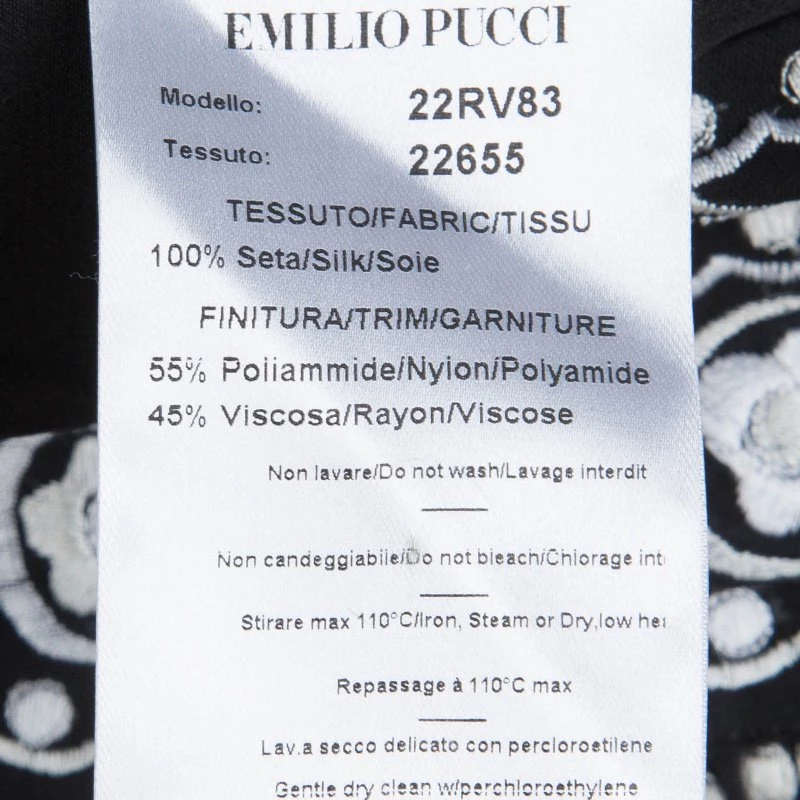 EMILIO PUCCI
Modello: 22RV83
Tessuto: 22655
TESSUTO/FABRIC/TISSU
100% Seta/Silk/Soie
FINITURA/TRIM/GARNITURE
55% Poliammide/Nylon/Polyamide
45% Viscosa/Rayon/Viscose
Non lavare/Do not wash/Lavage interdit
Non candeggiabile/Do not bleach/Chlorage int
Stirare max 110°C/Iron, Steam or Dry,low hea
Repassage à 110°C max
Lav.a secco delicato con percloroetilene
Gentle dry clean w/perchloroethylene